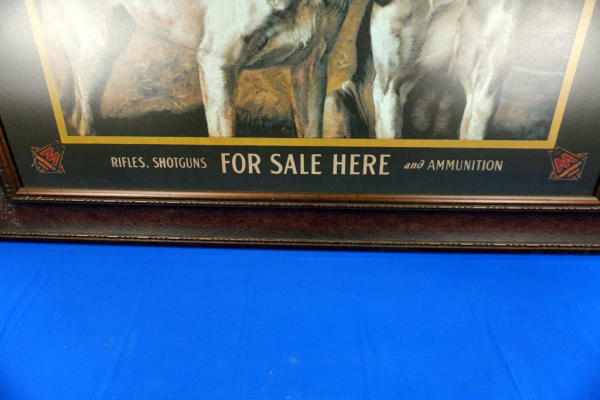 RIFLES, SHOTGUNS FOR SALE HERE and AMMUNITION